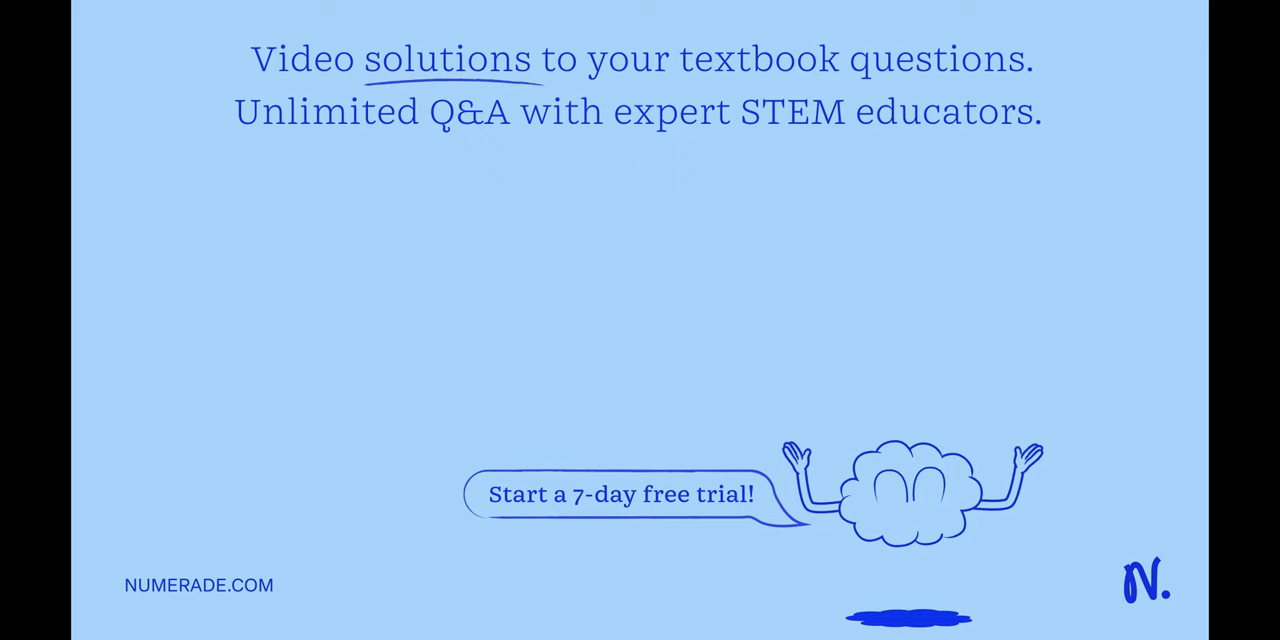 Video solutions to your textbook questions.
Unlimited Q&A with expert STEM educators.
Start a 7-day free trial!
NUMERADE.COM
N.